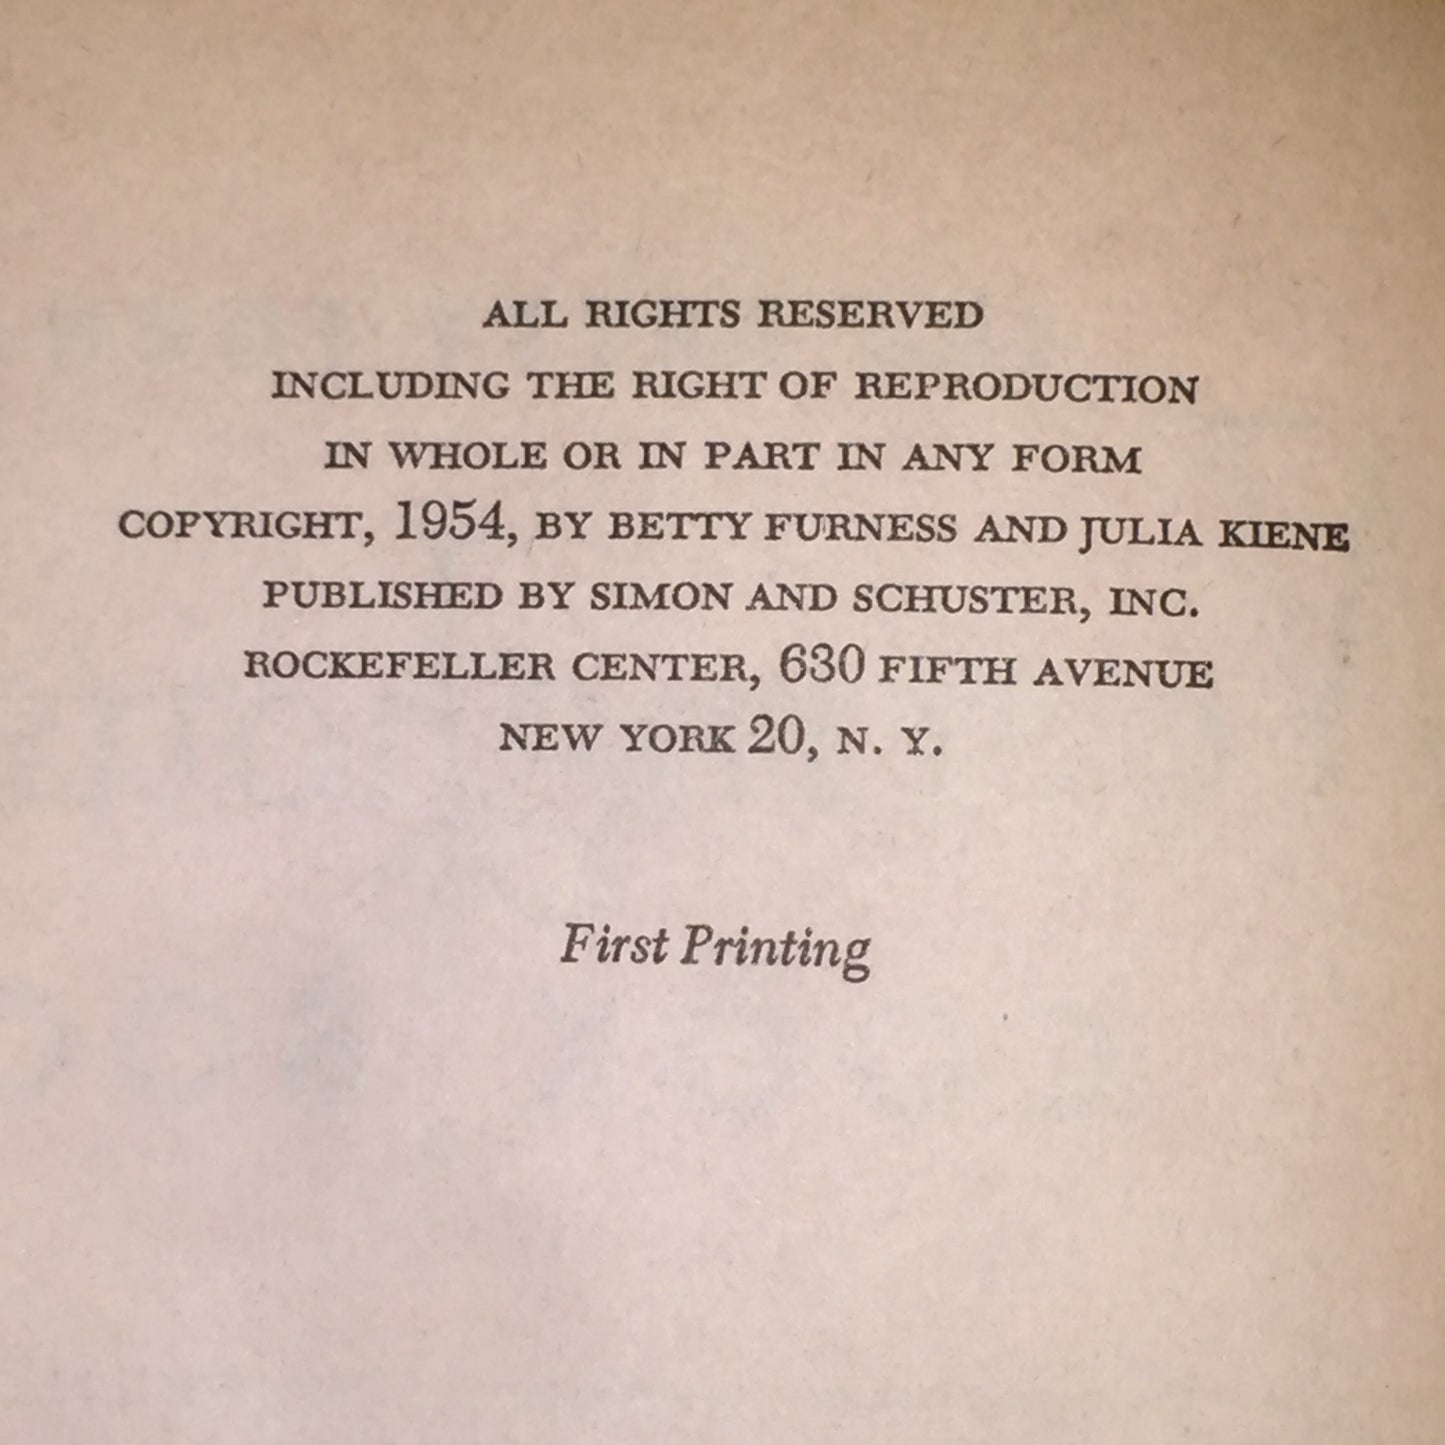 ALL RIGHTS RESERVED
INCLUDING THE RIGHT OF REPRODUCTION
IN WHOLE OR IN PART IN ANY FORM
COPYRIGHT, 1954, BY BETTY FURNESS AND JULIA KIENE
PUBLISHED BY SIMON AND SCHUSTER, INC.
ROCKEFELLER CENTER, 630 FIFTH AVENUE
NEW YORK 20, N. Y.
First Printing